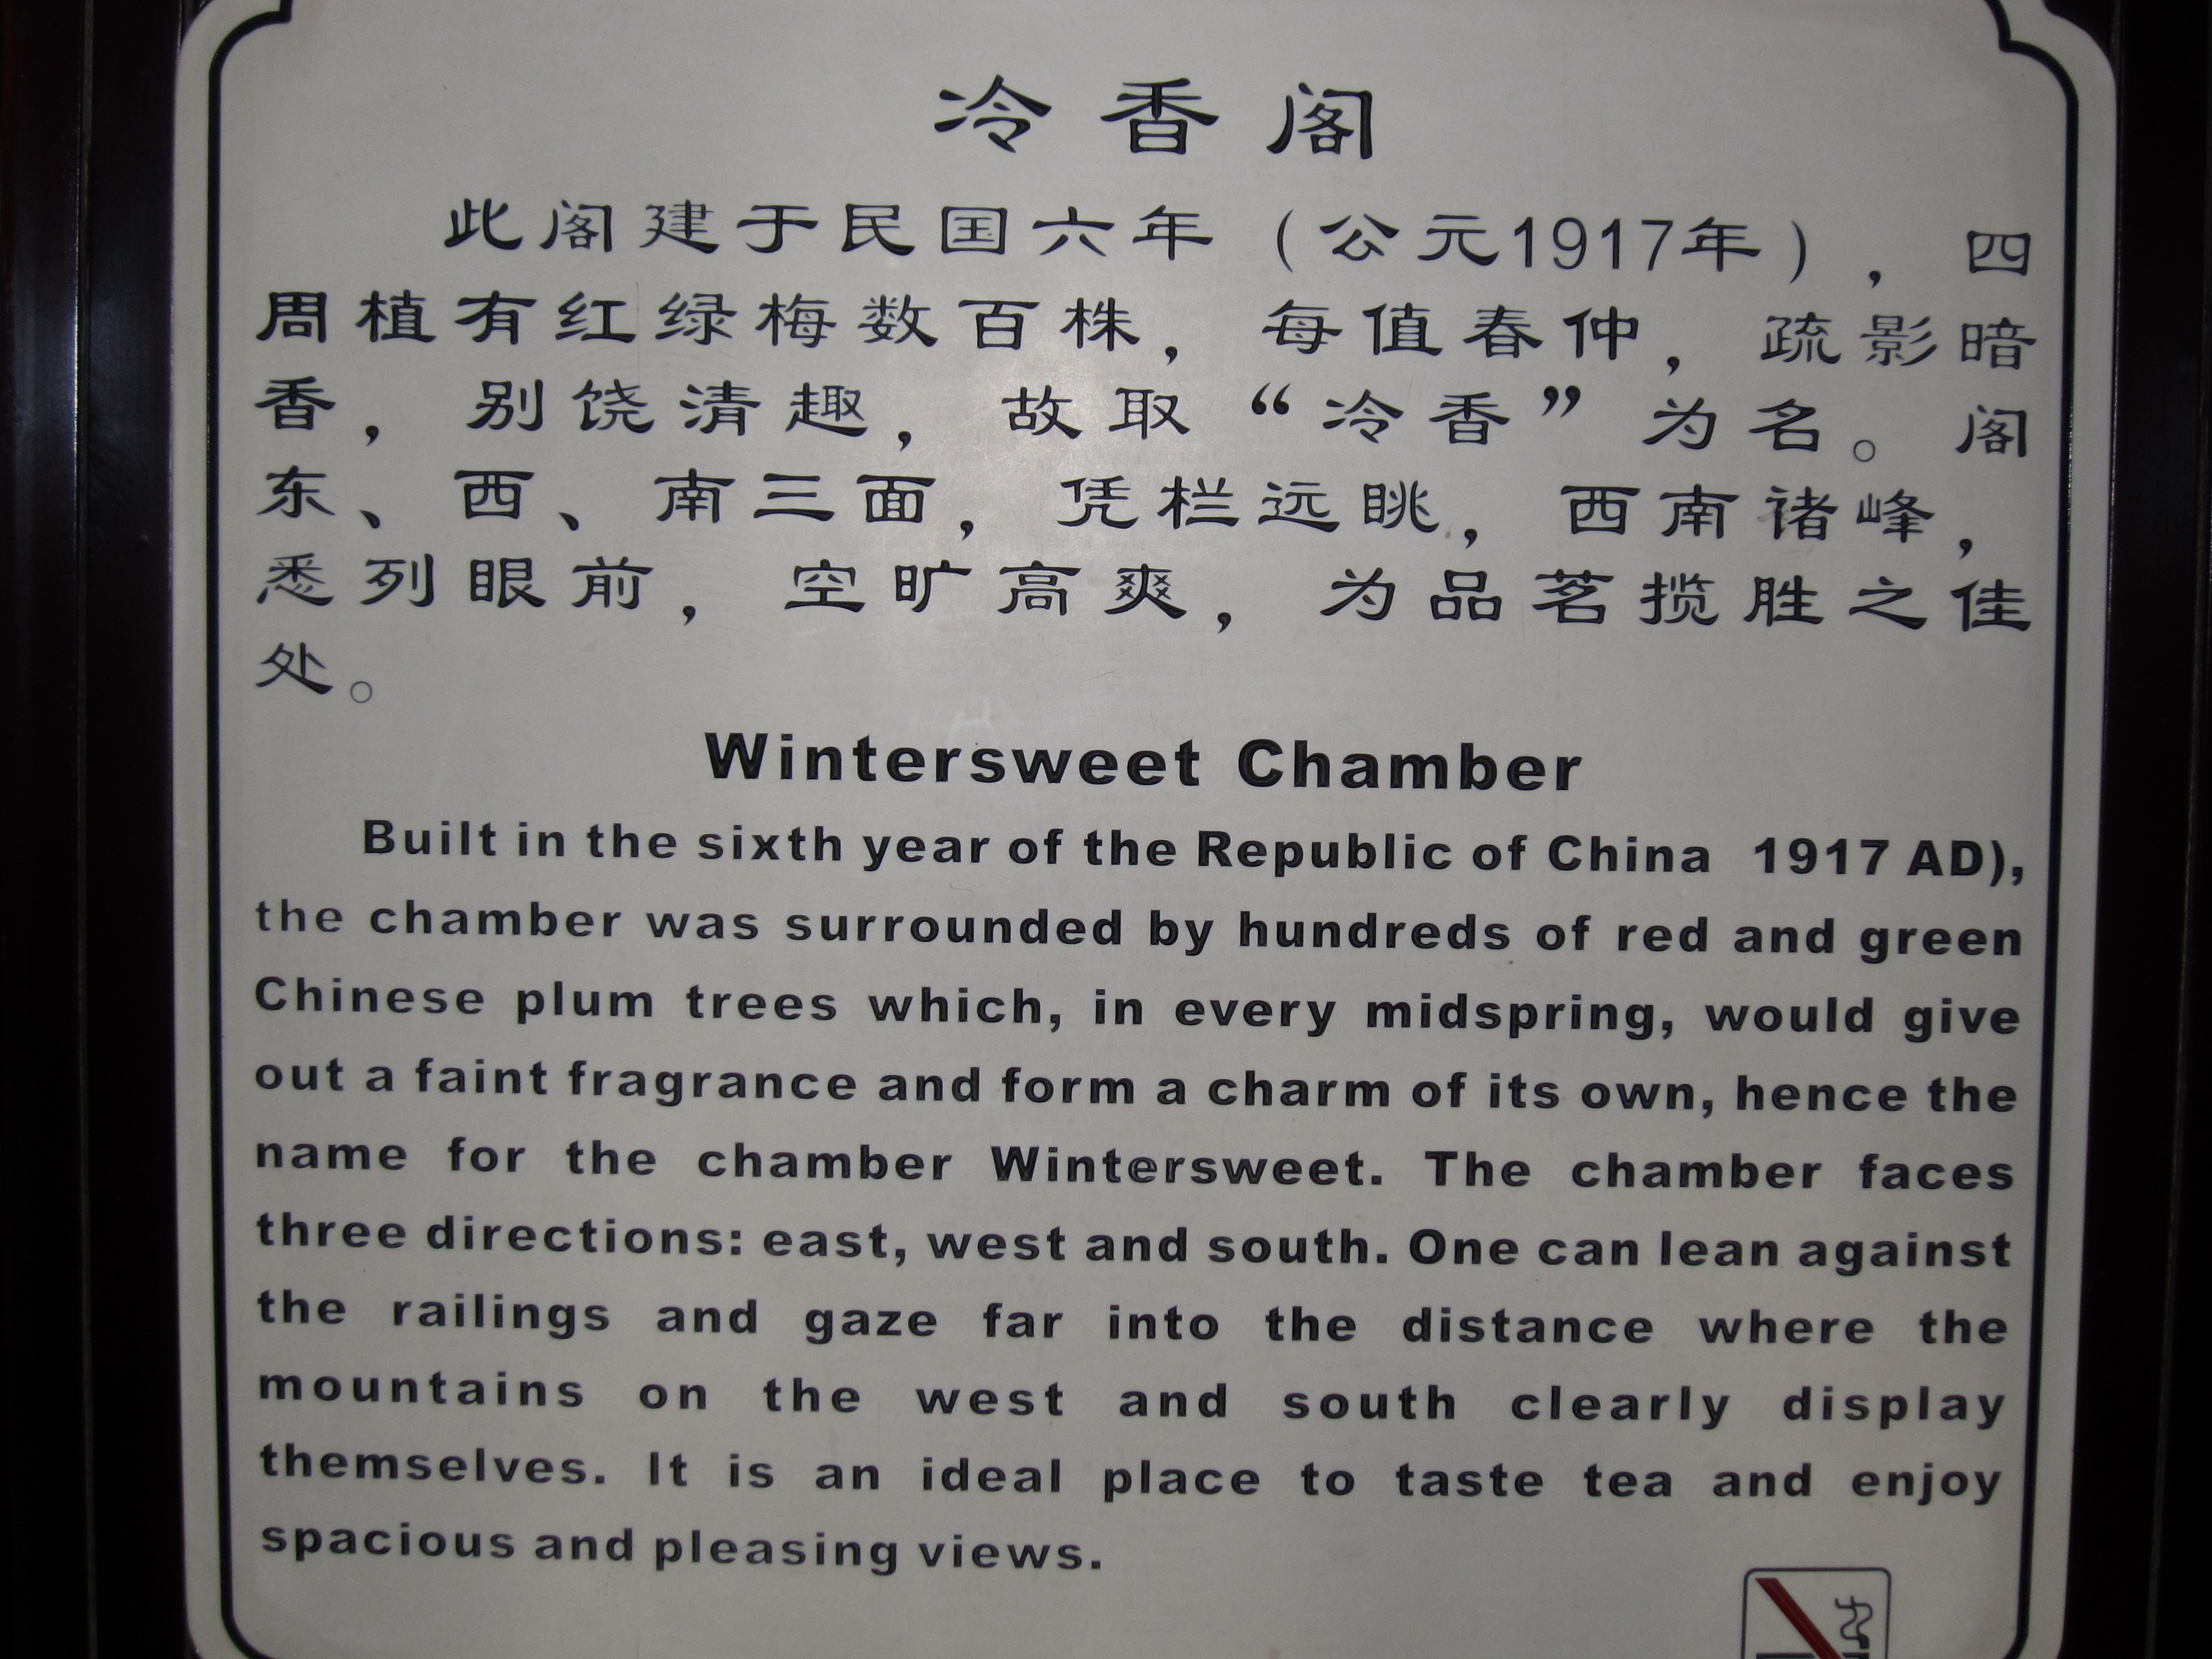 冷香阁
此阁建于民国六年（公元1917年），四
周植有红绿梅数百株，每值春仲，疏影暗
香，别饶清趣，故取“冷香”为名。阁
东、西、南三面，凭栏远眺，西南诸峰，
悉列眼前，空旷高爽，为品茗揽胜之佳
处。
Wintersweet Chamber
Built in the sixth year of the Republic of China 1917 AD),
the chamber was surrounded by hundreds of red and green
Chinese plum trees which, in every midspring, would give
out a faint fragrance and form a charm of its own, hence the
name for the chamber Wintersweet. The chamber faces
three directions: east, west and south. One can lean against
the railings and gaze far into the distance where the
mountains on the west and south clearly display
themselves. It is an ideal place to taste tea and enjoy
spacious and pleasing views.